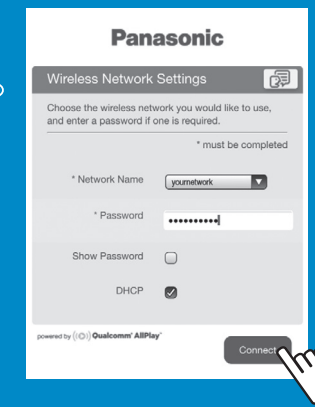 Panasonic
Wireless Network Settings
Choose the wireless network you would like to use,
and enter a password if one is required.
* must be completed
* Network Name yournetwork
* Password ••••••••••
Show Password
DHCP
powered by Qualcomm® AllPlay™
Connect